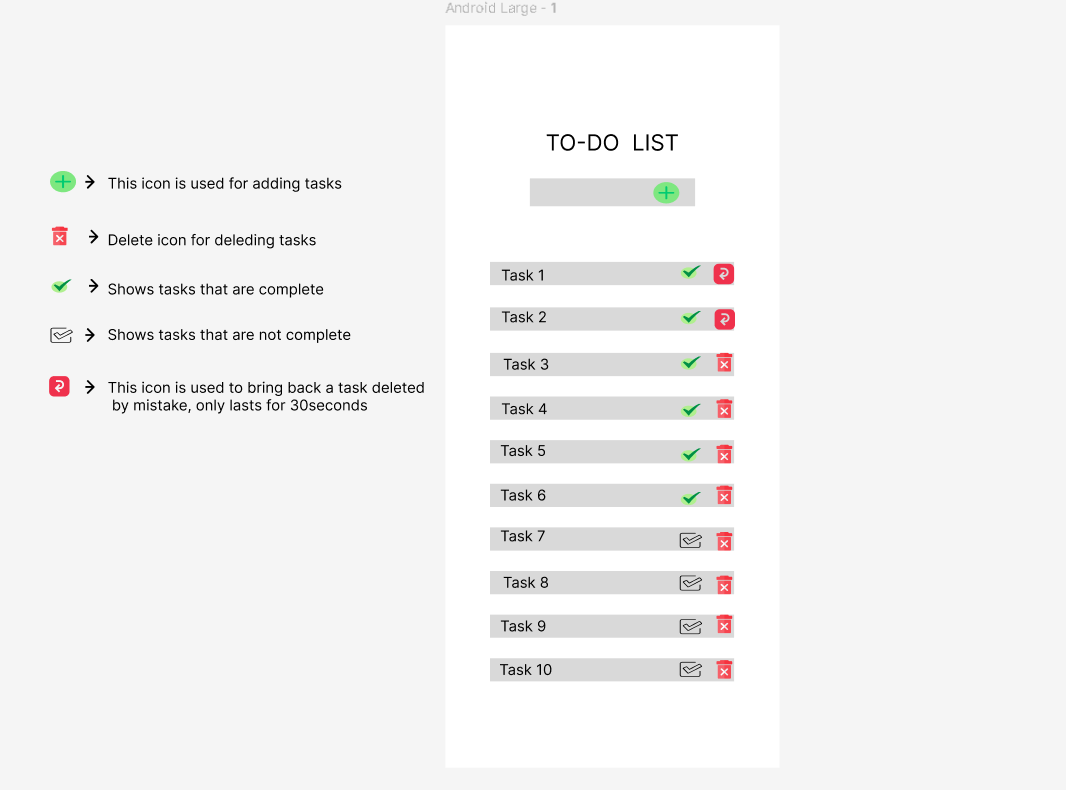 Android Large - 1
TO-DO LIST
This icon is used for adding tasks
Delete icon for deleding tasks
Shows tasks that are complete
Shows tasks that are not complete
This icon is used to bring back a task deleted
by mistake, only lasts for 30seconds
Task 1
Task 2
Task 3
Task 4
Task 5
Task 6
Task 7
Task 8
Task 9
Task 10